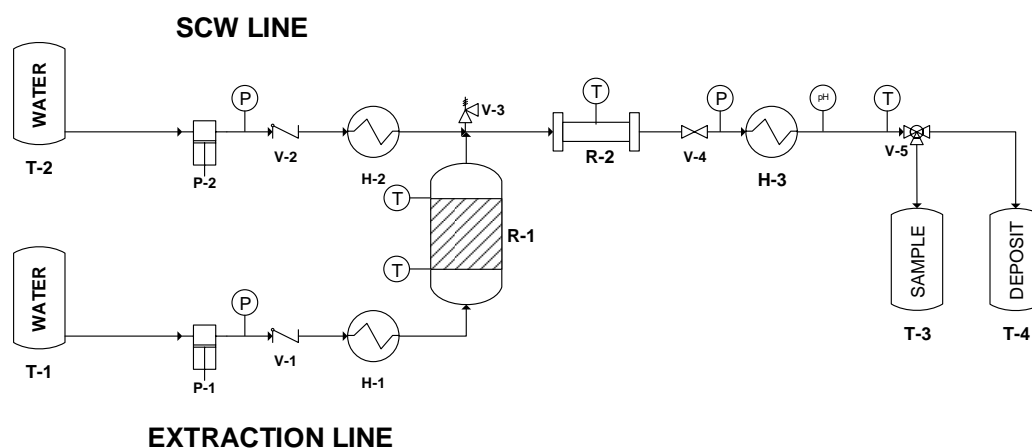 SCW LINE
WATER
T-2
P-2
P
V-2
H-2
V-3
T
R-2
V-4
P
H-3
pH
T
V-5
T
T
R-1
SAMPLE
T-3
DEPOSIT
T-4
WATER
T-1
P-1
P
V-1
H-1
EXTRACTION LINE